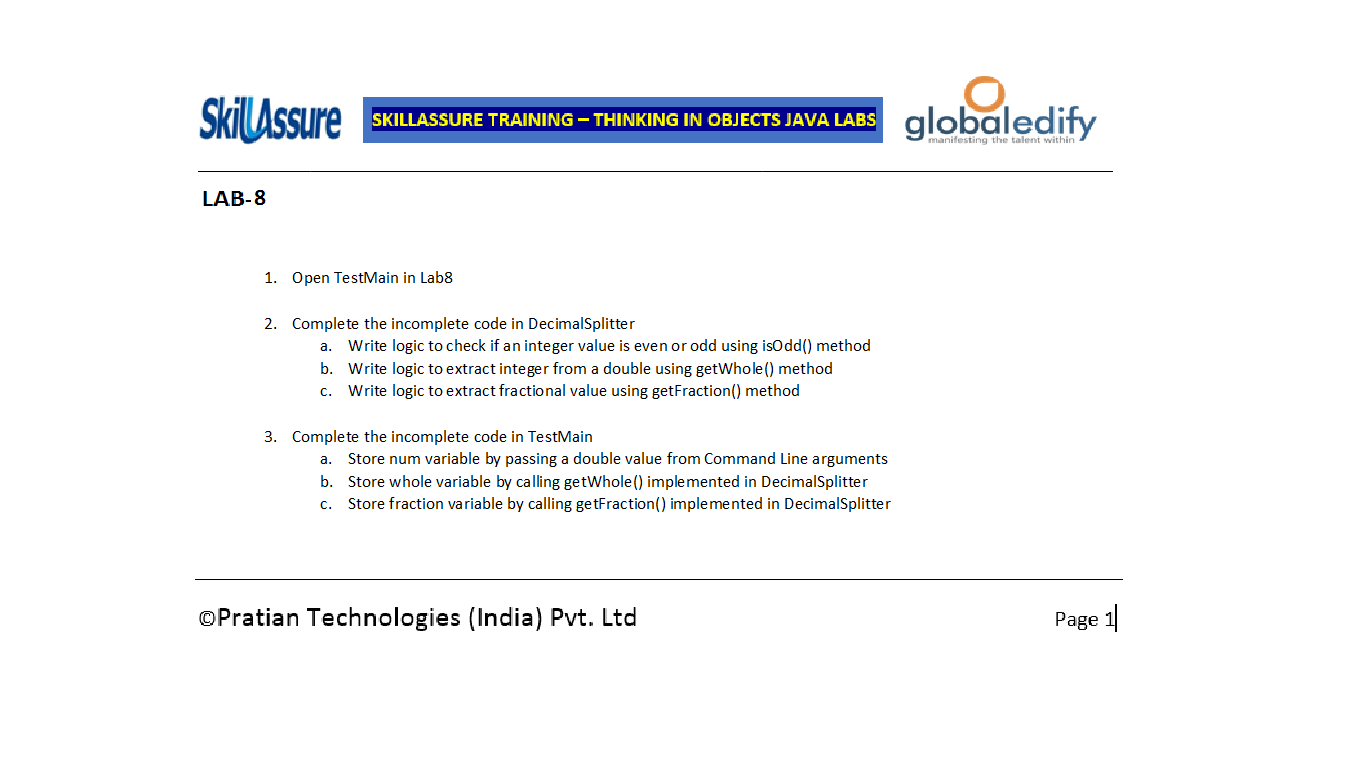 SkillAssure
SKILLASSURE TRAINING – THINKING IN OBJECTS JAVA LABS
globaledify
manifesting the talent within
LAB-8
1. Open TestMain in Lab8
2. Complete the incomplete code in DecimalSplitter
a. Write logic to check if an integer value is even or odd using isOdd() method
b. Write logic to extract integer from a double using getWhole() method
c. Write logic to extract fractional value using getFraction() method
3. Complete the incomplete code in TestMain
a. Store num variable by passing a double value from Command Line arguments
b. Store whole variable by calling getWhole() implemented in DecimalSplitter
c. Store fraction variable by calling getFraction() implemented in DecimalSplitter
©Pratian Technologies (India) Pvt. Ltd
Page 1